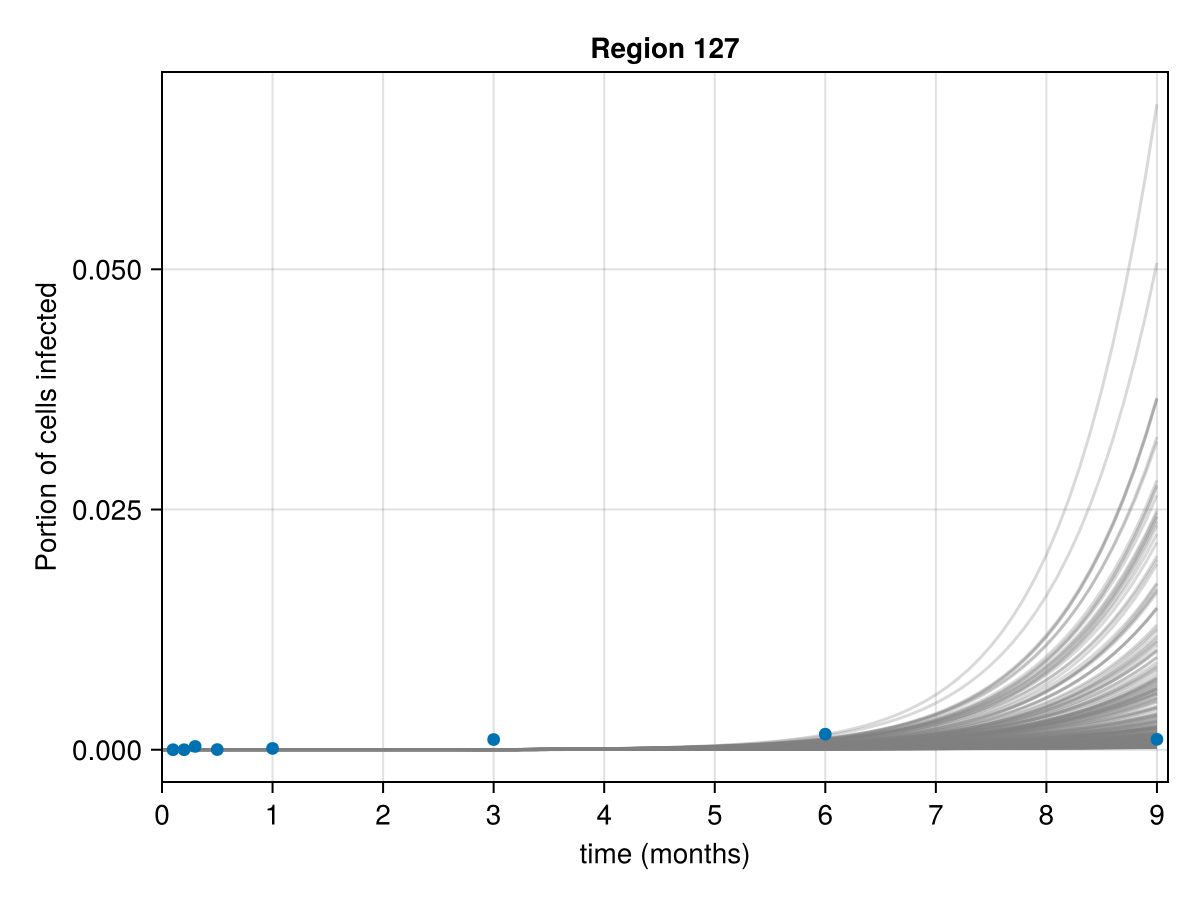 Region 127
Portion of cells infected
0.050
0.025
0.000
0 1 2 3 4 5 6 7 8 9
time (months)